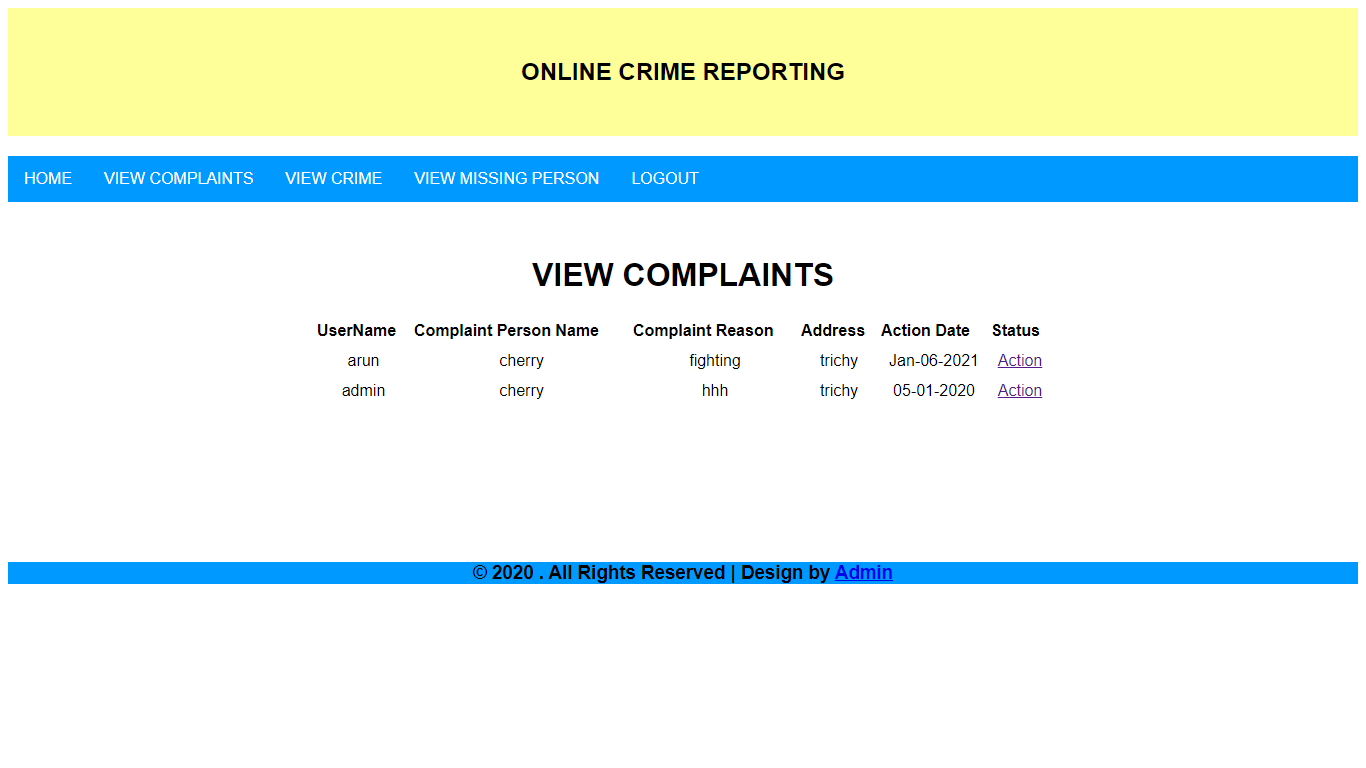 ONLINE CRIME REPORTING
HOME VIEW COMPLAINTS VIEW CRIME VIEW MISSING PERSON LOGOUT
VIEW COMPLAINTS
UserName Complaint Person Name Complaint Reason Address Action Date Status
arun cherry fighting trichy Jan-06-2021 Action
admin cherry hhh trichy 05-01-2020 Action
© 2020 . All Rights Reserved | Design by Admin